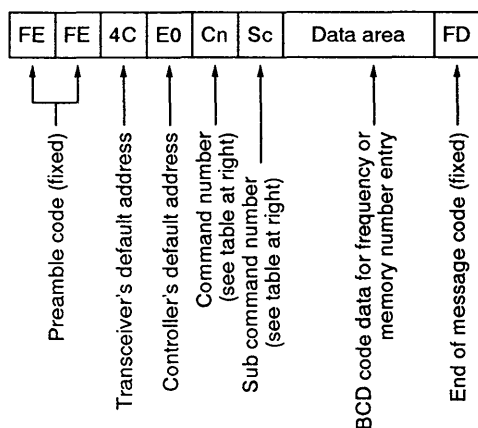 FE FE 4C E0 Cn Sc Data area FD
Preamble code (fixed)
Transceiver's default address
Controller's default address
Command number
(see table at right)
Sub command number
(see table at right)
BCD code data for frequency or
memory number entry
End of message code (fixed)